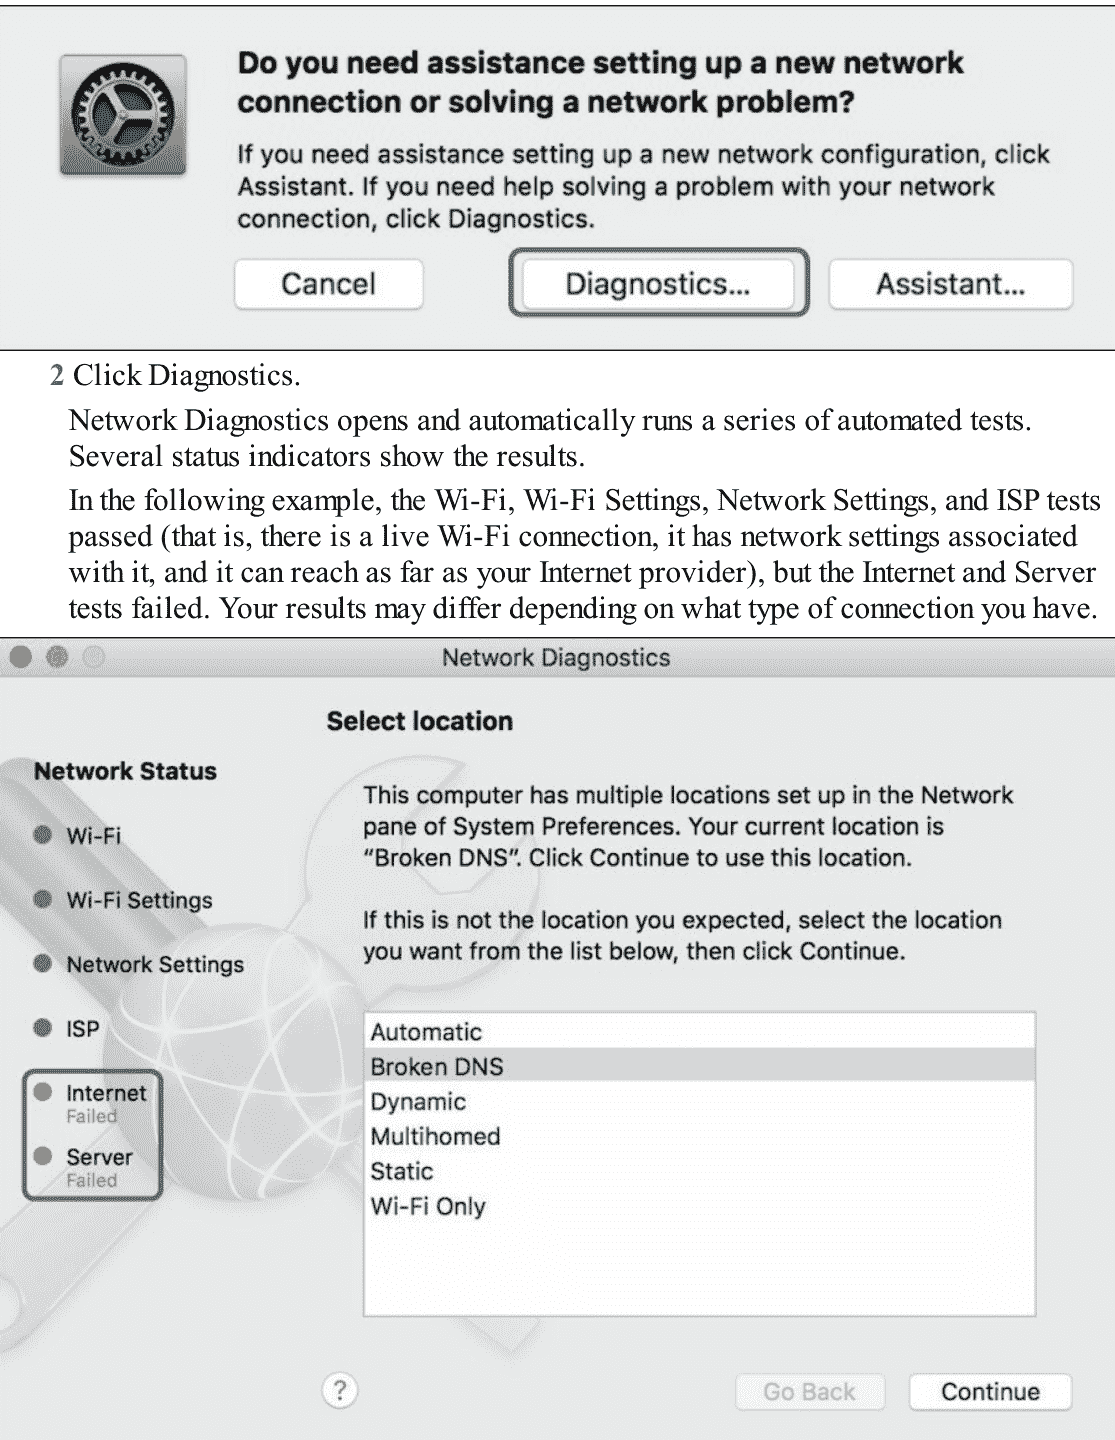 Do you need assistance setting up a new network
connection or solving a network problem?
If you need assistance setting up a new network configuration, click
Assistant. If you need help solving a problem with your network
connection, click Diagnostics.
Cancel
Diagnostics...
Assistant...
2 Click Diagnostics.
Network Diagnostics opens and automatically runs a series of automated tests.
Several status indicators show the results.
In the following example, the Wi-Fi, Wi-Fi Settings, Network Settings, and ISP tests
passed (that is, there is a live Wi-Fi connection, it has network settings associated
with it, and it can reach as far as your Internet provider), but the Internet and Server
tests failed. Your results may differ depending on what type of connection you have.
Network Diagnostics
Network Status
Wi-Fi
Wi-Fi Settings
Network Settings
ISP
Internet
Failed
Server
Failed
Select location
This computer has multiple locations set up in the Network
pane of System Preferences. Your current location is
“Broken DNS”. Click Continue to use this location.
If this is not the location you expected, select the location
you want from the list below, then click Continue.
Automatic
Broken DNS
Dynamic
Multihomed
Static
Wi-Fi Only
?
Go Back
Continue